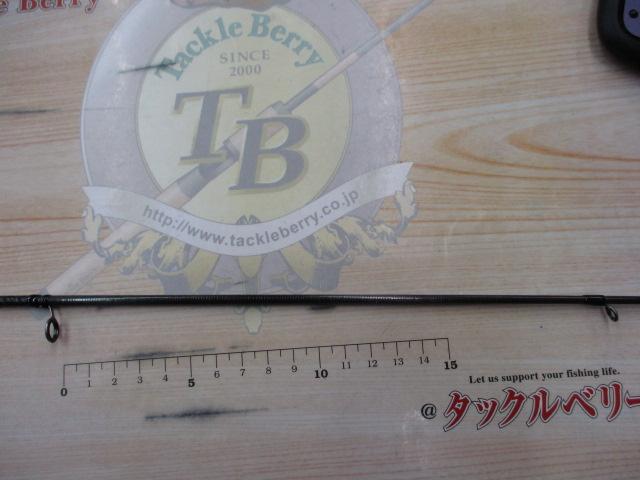 le Berry
Tackle Berry
SINCE
2000
TB
http://www.tackleberry.co.jp
0 1 2 3 4 5 6 7 8 9 10 11 12 13 14 15
Let us support your fishing life.
@ タックルベリー